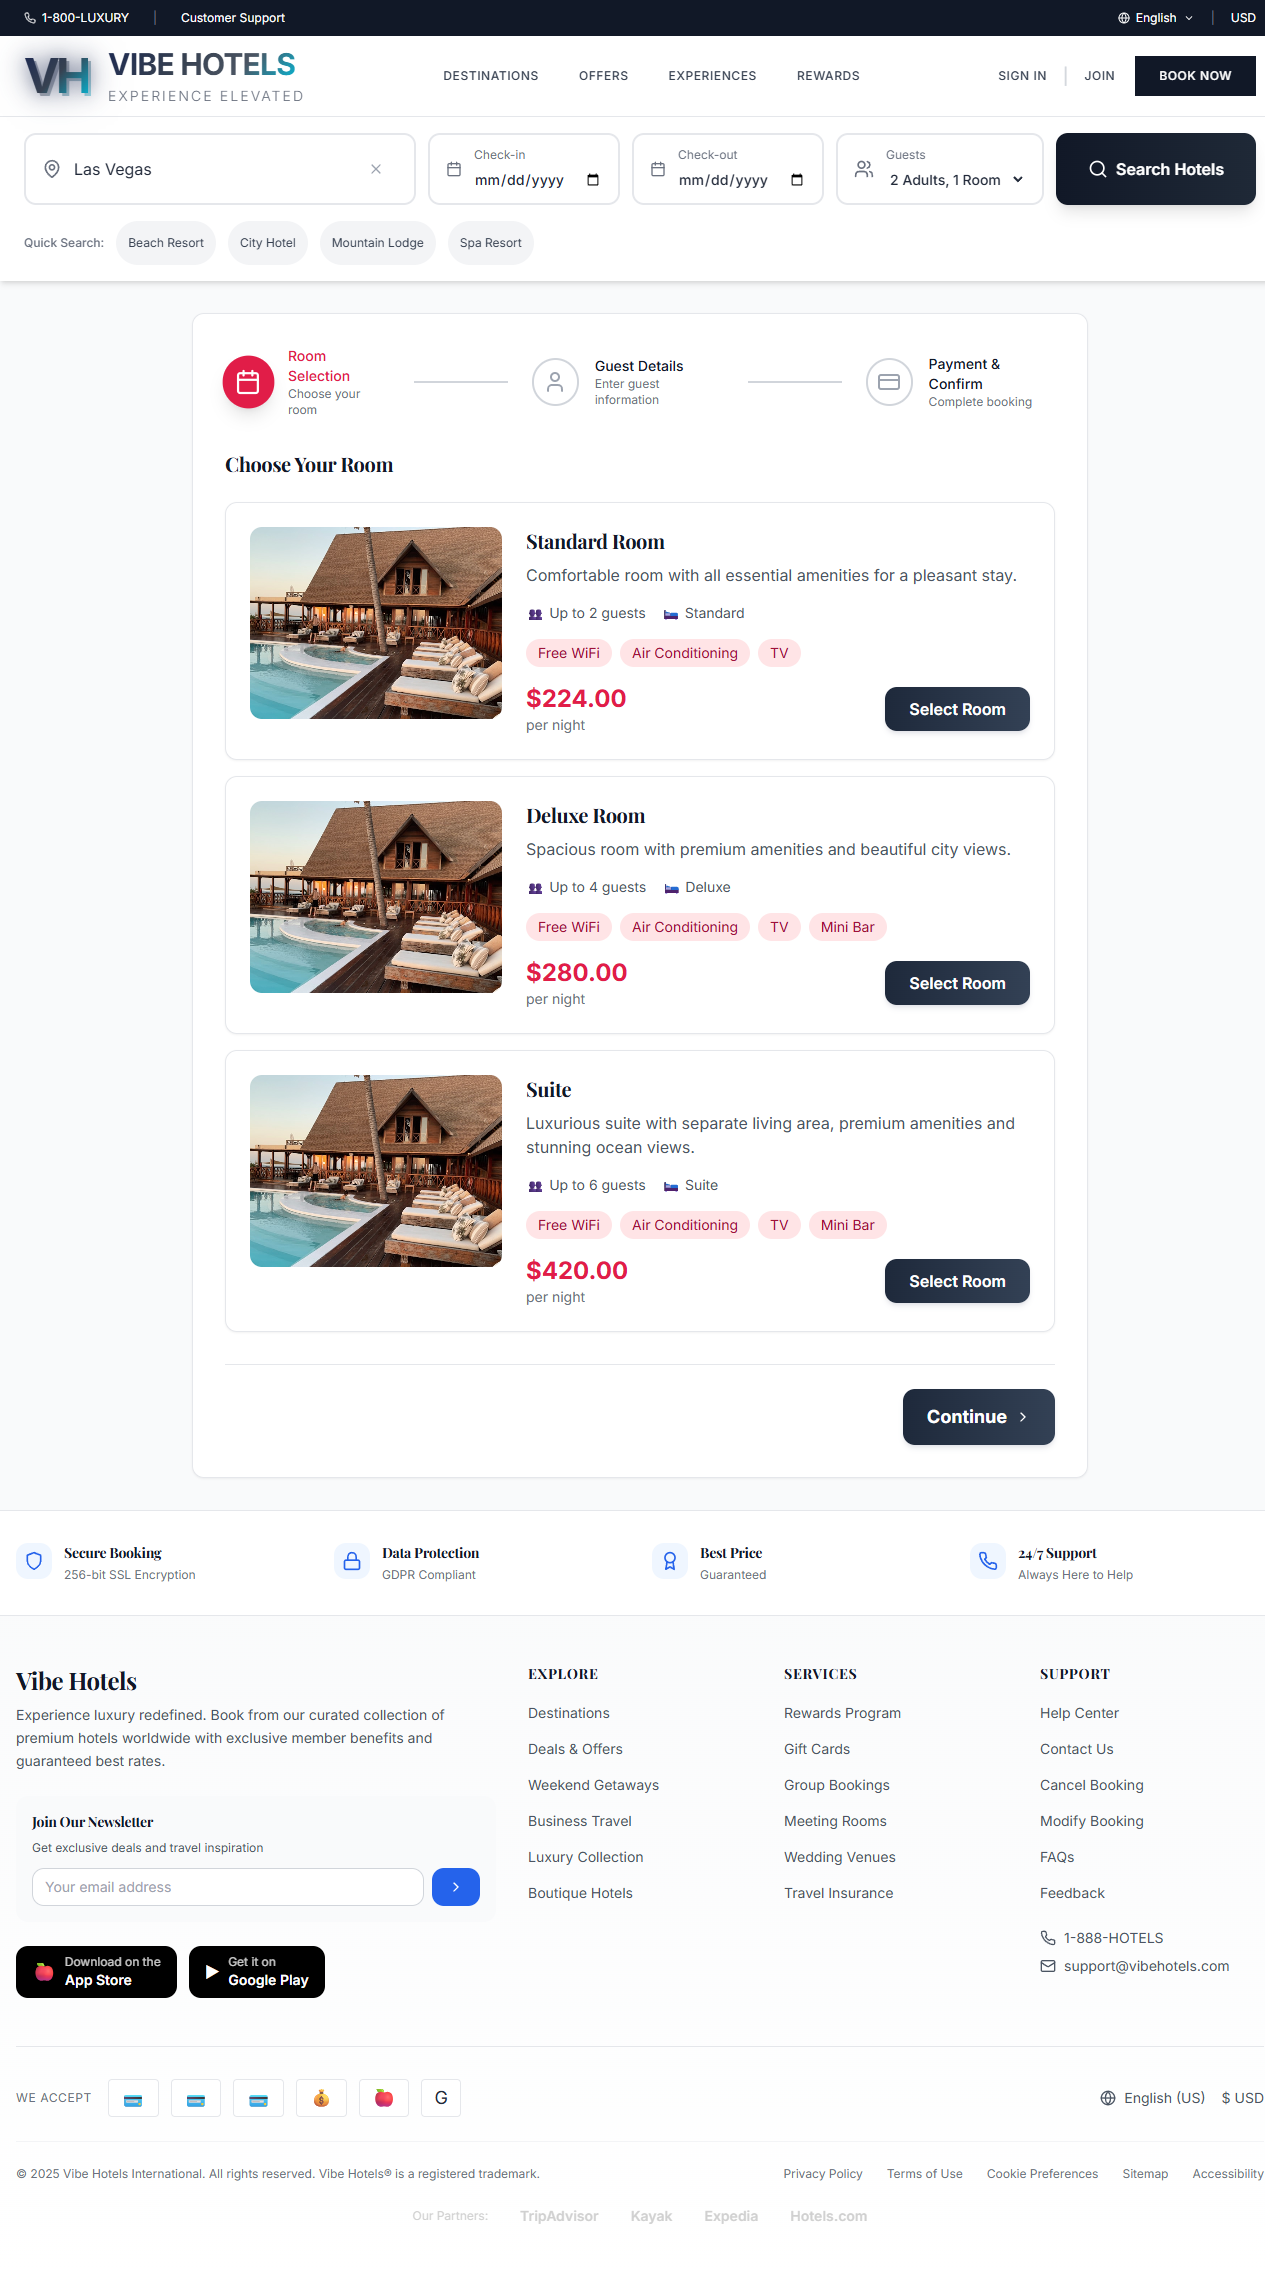 1-800-LUXURY
Customer Support
English
USD
VH
VIBE HOTELS
EXPERIENCE ELEVATED
DESTINATIONS
OFFERS
EXPERIENCES
REWARDS
SIGN IN
JOIN
BOOK NOW
Las Vegas
Check-in
mm/dd/yyyy
Check-out
mm/dd/yyyy
Guests
2 Adults, 1 Room
Search Hotels
Quick Search:
Beach Resort
City Hotel
Mountain Lodge
Spa Resort
Room
Selection
Choose your
room
Guest Details
Enter guest
information
Payment &
Confirm
Complete booking
Choose Your Room
Standard Room
Comfortable room with all essential amenities for a pleasant stay.
Up to 2 guests
Standard
Free WiFi
Air Conditioning
TV
$224.00
per night
Select Room
Deluxe Room
Spacious room with premium amenities and beautiful city views.
Up to 4 guests
Deluxe
Free WiFi
Air Conditioning
TV
Mini Bar
$280.00
per night
Select Room
Suite
Luxurious suite with separate living area, premium amenities and
stunning ocean views.
Up to 6 guests
Suite
Free WiFi
Air Conditioning
TV
Mini Bar
$420.00
per night
Select Room
Continue
Secure Booking
256-bit SSL Encryption
Data Protection
GDPR Compliant
Best Price
Guaranteed
24/7 Support
Always Here to Help
Vibe Hotels
Experience luxury redefined. Book from our curated collection of
premium hotels worldwide with exclusive member benefits and
guaranteed best rates.
Join Our Newsletter
Get exclusive deals and travel inspiration
Your email address
Download on the
App Store
Get it on
Google Play
EXPLORE
Destinations
Deals & Offers
Weekend Getaways
Business Travel
Luxury Collection
Boutique Hotels
SERVICES
Rewards Program
Gift Cards
Group Bookings
Meeting Rooms
Wedding Venues
Travel Insurance
SUPPORT
Help Center
Contact Us
Cancel Booking
Modify Booking
FAQs
Feedback
1-888-HOTELS
support@vibehotels.com
WE ACCEPT
G
English (US)
$ USD
© 2025 Vibe Hotels International. All rights reserved. Vibe Hotels® is a registered trademark.
Privacy Policy
Terms of Use
Cookie Preferences
Sitemap
Accessibility
Our Partners:
TripAdvisor
Kayak
Expedia
Hotels.com